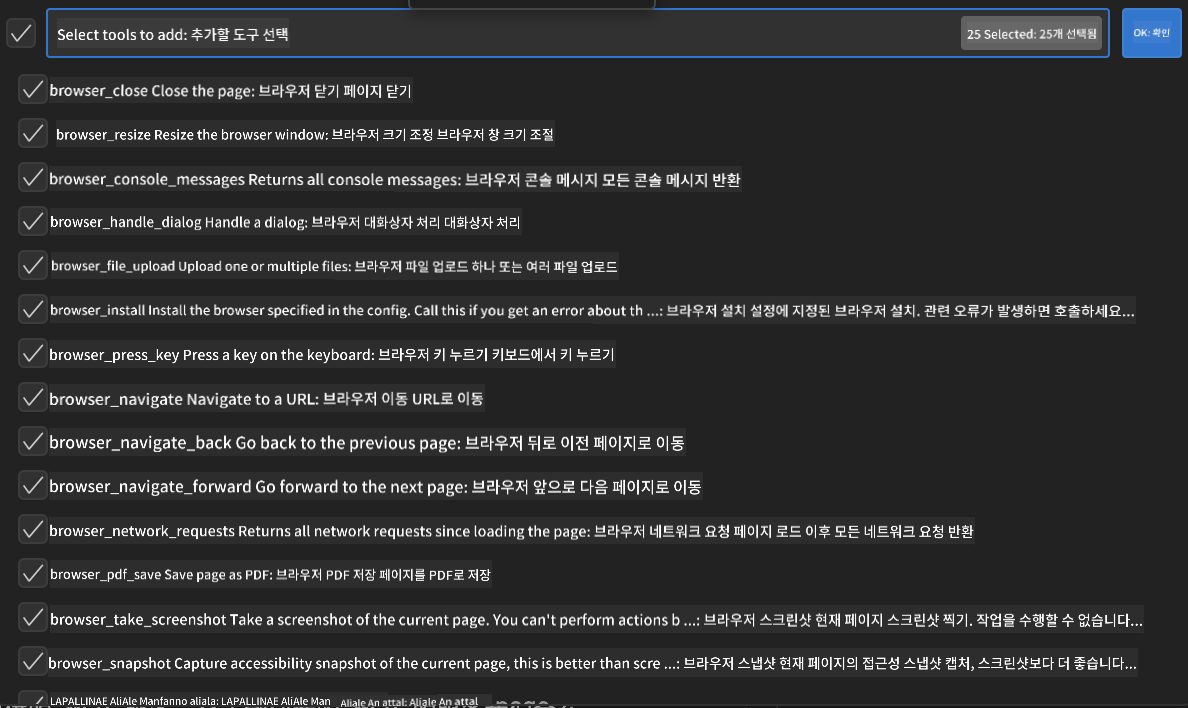 Select tools to add: 추가할 도구 선택
25 Selected: 25개 선택됨
OK: 확인
browser_close Close the page: 브라우저 닫기 페이지 닫기
browser_resize Resize the browser window: 브라우저 크기 조정 브라우저 창 크기 조절
browser_console_messages Returns all console messages: 브라우저 콘솔 메시지 모든 콘솔 메시지 반환
browser_handle_dialog Handle a dialog: 브라우저 대화상자 처리 대화상자 처리
browser_file_upload Upload one or multiple files: 브라우저 파일 업로드 하나 또는 여러 파일 업로드
browser_install Install the browser specified in the config. Call this if you get an error about th ...: 브라우저 설치 설정에 지정된 브라우저 설치. 관련 오류가 발생하면 호출하세요...
browser_press_key Press a key on the keyboard: 브라우저 키 누르기 키보드에서 키 누르기
browser_navigate Navigate to a URL: 브라우저 이동 URL로 이동
browser_navigate_back Go back to the previous page: 브라우저 뒤로 이전 페이지로 이동
browser_navigate_forward Go forward to the next page: 브라우저 앞으로 다음 페이지로 이동
browser_network_requests Returns all network requests since loading the page: 브라우저 네트워크 요청 페이지 로드 이후 모든 네트워크 요청 반환
browser_pdf_save Save page as PDF: 브라우저 PDF 저장 페이지를 PDF로 저장
browser_take_screenshot Take a screenshot of the current page. You can't perform actions b ...: 브라우저 스크린샷 현재 페이지 스크린샷 찍기. 작업을 수행할 수 없습니다...
browser_snapshot Capture accessibility snapshot of the current page, this is better than scre ...: 브라우저 스냅샷 현재 페이지의 접근성 스냅샷 캡처, 스크린샷보다 더 좋습니다...
LAPALLINAE AliAle Manfanno aliala: LAPALLINAE AliAle Man Aliale An attal: Aliale An attal